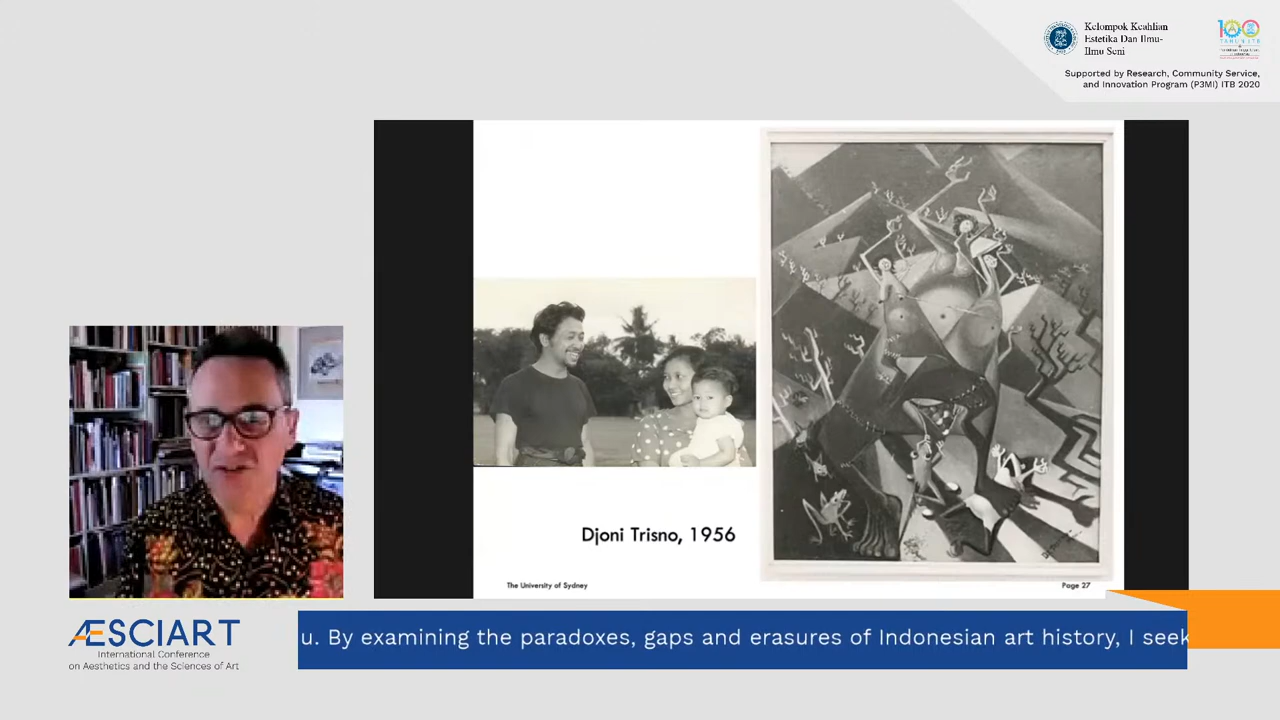 Kelompok Keahlian
Estetika Dan Ilmu-
Ilmu Seni
100
Supported by Research, Community Service,
and Innovation Program (P3MI) ITB 2020
Djoni Trisno, 1956
The University of Sydney
Page 27
ÆSCIART
International Conference
on Aesthetics and the Sciences of Art
u. By examining the paradoxes, gaps and erasures of Indonesian art history, I seek